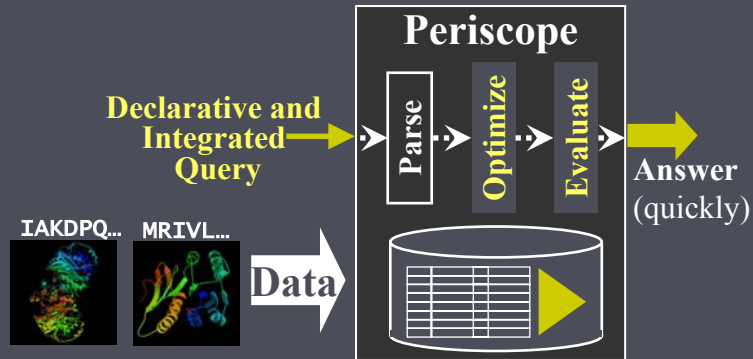 Periscope
Declarative and
Integrated
Query
Parse
Optimize
Evaluate
Answer
(quickly)
IAKDPQ…
MRIVL…
Data